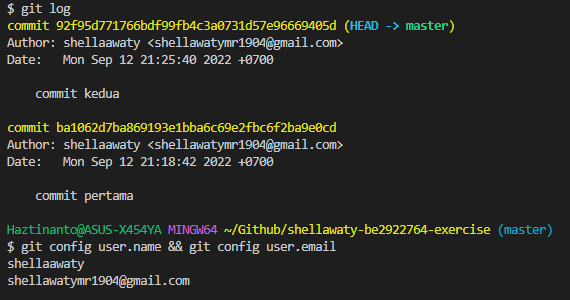 $ git log
commit 92f95d771766bdf99fb4c3a0731d57e96669405d (HEAD -> master)
Author: shellaawaty <shellawatymr1904@gmail.com>
Date:   Mon Sep 12 21:25:40 2022 +0700
    commit kedua
commit ba1062d7ba869193e1bba6c69e2fbc6f2ba9e0cd
Author: shellaawaty <shellawatymr1904@gmail.com>
Date:   Mon Sep 12 21:18:42 2022 +0700
    commit pertama
Haztinanto@ASUS-X454YA MINGW64 ~/Github/shellawaty-be2922764-exercise (master)
$ git config user.name && git config user.email
shellaawaty
shellawatymr1904@gmail.com